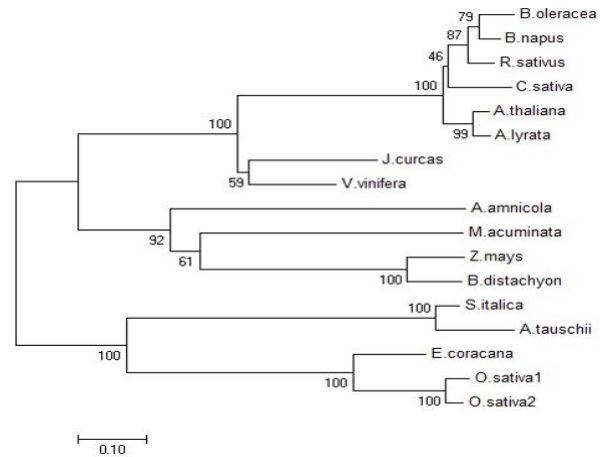 79
B.oleracea
87
B.napus
46
R.sativus
100
C.sativa
A.thaliana
99
A.lyrata
100
J.curcas
59
V.vinifera
A.amnicola
92
M.acuminata
61
Z.mays
100
B.distachyon
100
S.italica
A.tauschii
100
E.coracana
100
O.sativa1
100
O.sativa2
0.10